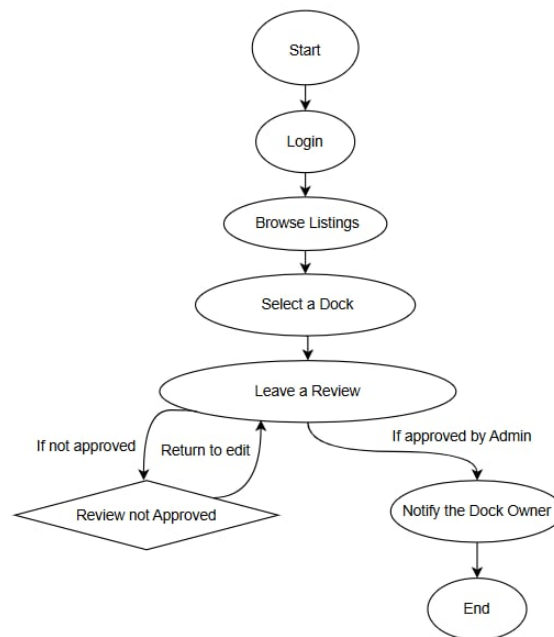 Start
Login
Browse Listings
Select a Dock
Leave a Review
If not approved
Return to edit
If approved by Admin
Review not Approved
Notify the Dock Owner
End